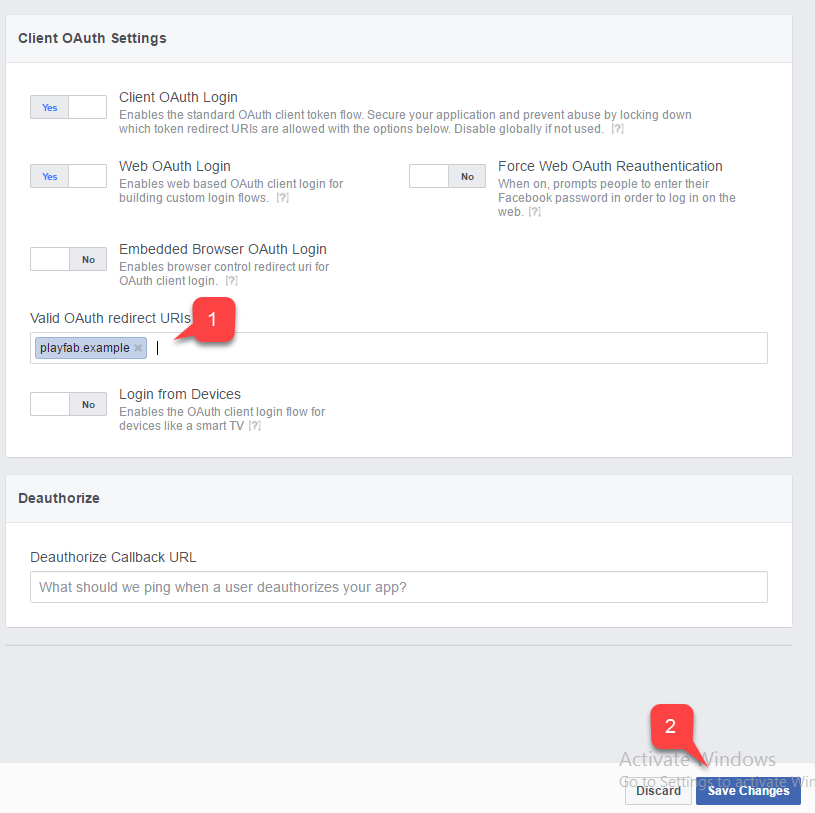 Client OAuth Settings
Yes
Client OAuth Login
Enables the standard OAuth client token flow. Secure your application and prevent abuse by locking down
which token redirect URIs are allowed with the options below. Disable globally if not used. [?]
Yes
Web OAuth Login
Enables web based OAuth client login for
building custom login flows. [?]
No
Force Web OAuth Reauthentication
When on, prompts people to enter their
Facebook password in order to log in on the
web. [?]
No
Embedded Browser OAuth Login
Enables browser control redirect uri for
OAuth client login. [?]
Valid OAuth redirect URIs
1
playfab.example ×
No
Login from Devices
Enables the OAuth client login flow for
devices like a smart TV [?]
Deauthorize
Deauthorize Callback URL
What should we ping when a user deauthorizes your app?
2
Activate Windows
Go to Settings to activate Win
Discard
Save Changes